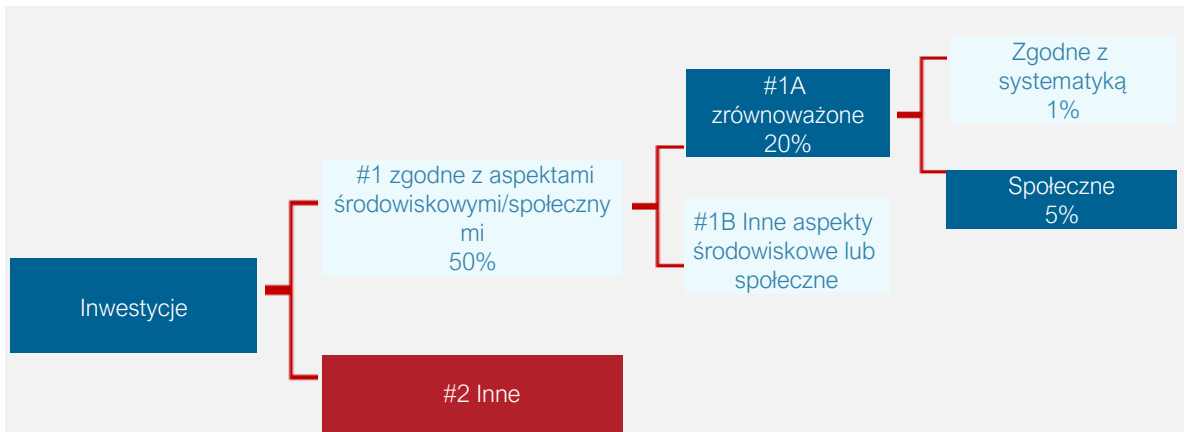 Inwestycje
#1 zgodne z aspektami
środowiskowymi/społeczny
mi
50%
#2 Inne
#1A
zrównoważone
20%
#1B Inne aspekty
środowiskowe lub
społeczne
Zgodne z
systematyką
1%
Społeczne
5%